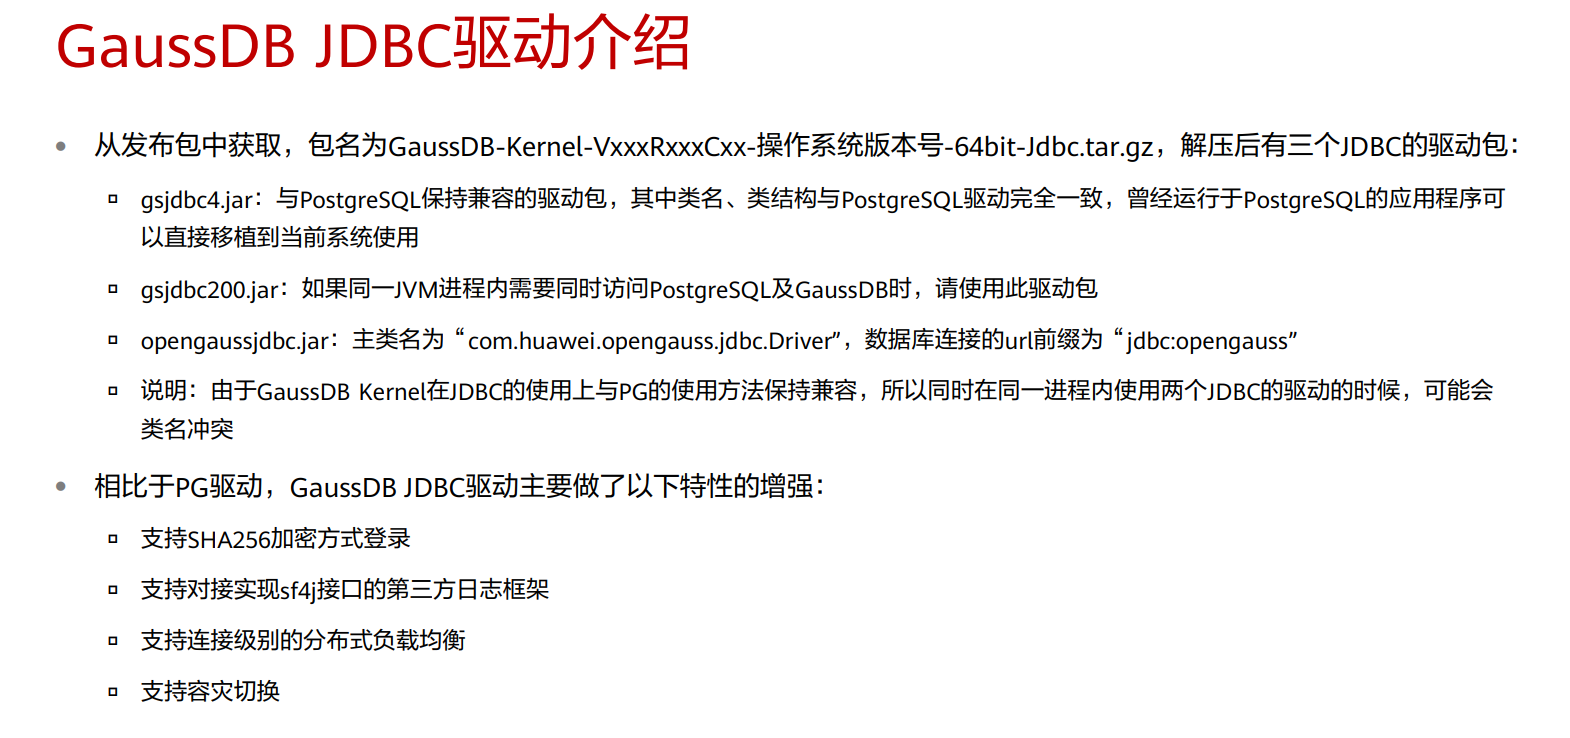 GaussDB JDBC驱动介绍
从发布包中获取，包名为GaussDB-Kernel-VxxxRxxxCxx-操作系统版本号-64bit-Jdbc.tar.gz，解压后有三个JDBC的驱动包：
gsjdbc4.jar：与PostgreSQL保持兼容的驱动包，其中类名、类结构与PostgreSQL驱动完全一致，曾经运行于PostgreSQL的应用程序可
以直接移植到当前系统使用
gsjdbc200.jar：如果同一JVM进程内需要同时访问PostgreSQL及GaussDB时，请使用此驱动包
opengaussjdbc.jar：主类名为“com.huawei.opengauss.jdbc.Driver”，数据库连接的url前缀为“jdbc:opengauss”
说明：由于GaussDB Kernel在JDBC的使用上与PG的使用方法保持兼容，所以同时在同一进程内使用两个JDBC的驱动的时候，可能会
类名冲突
相比于PG驱动，GaussDB JDBC驱动主要做了以下特性的增强：
支持SHA256加密方式登录
支持对接实现sf4j接口的第三方日志框架
支持连接级别的分布式负载均衡
支持容灾切换